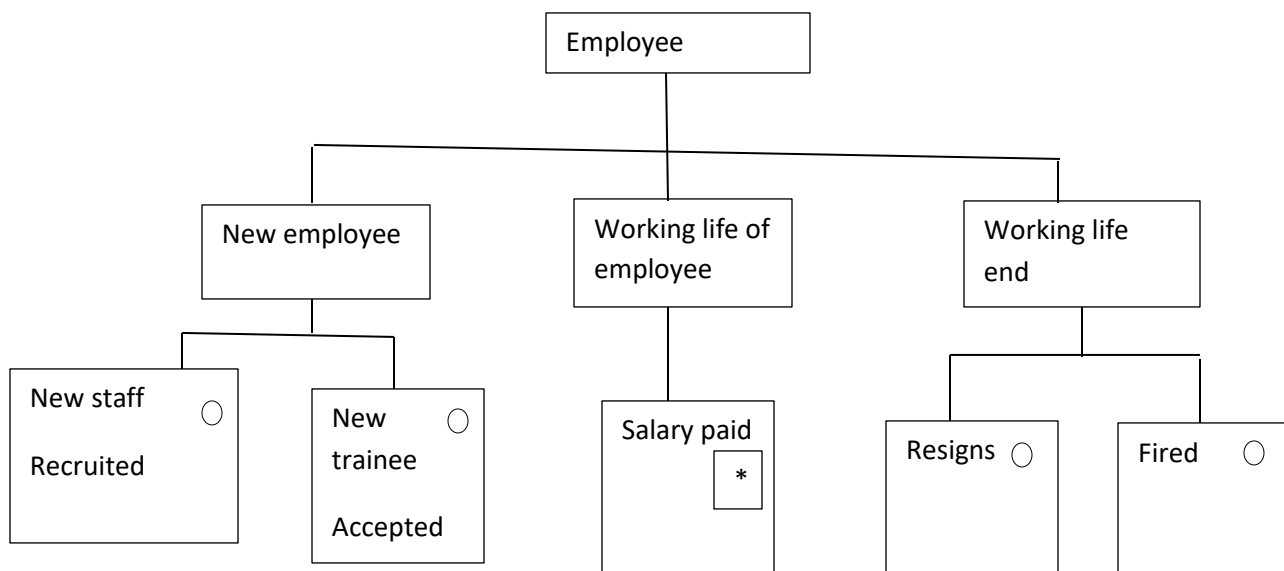 Employee
New employee
Working life of
employee
Working life
end
New staff
Recruited
New
trainee
Accepted
Salary paid
*
Resigns
Fired